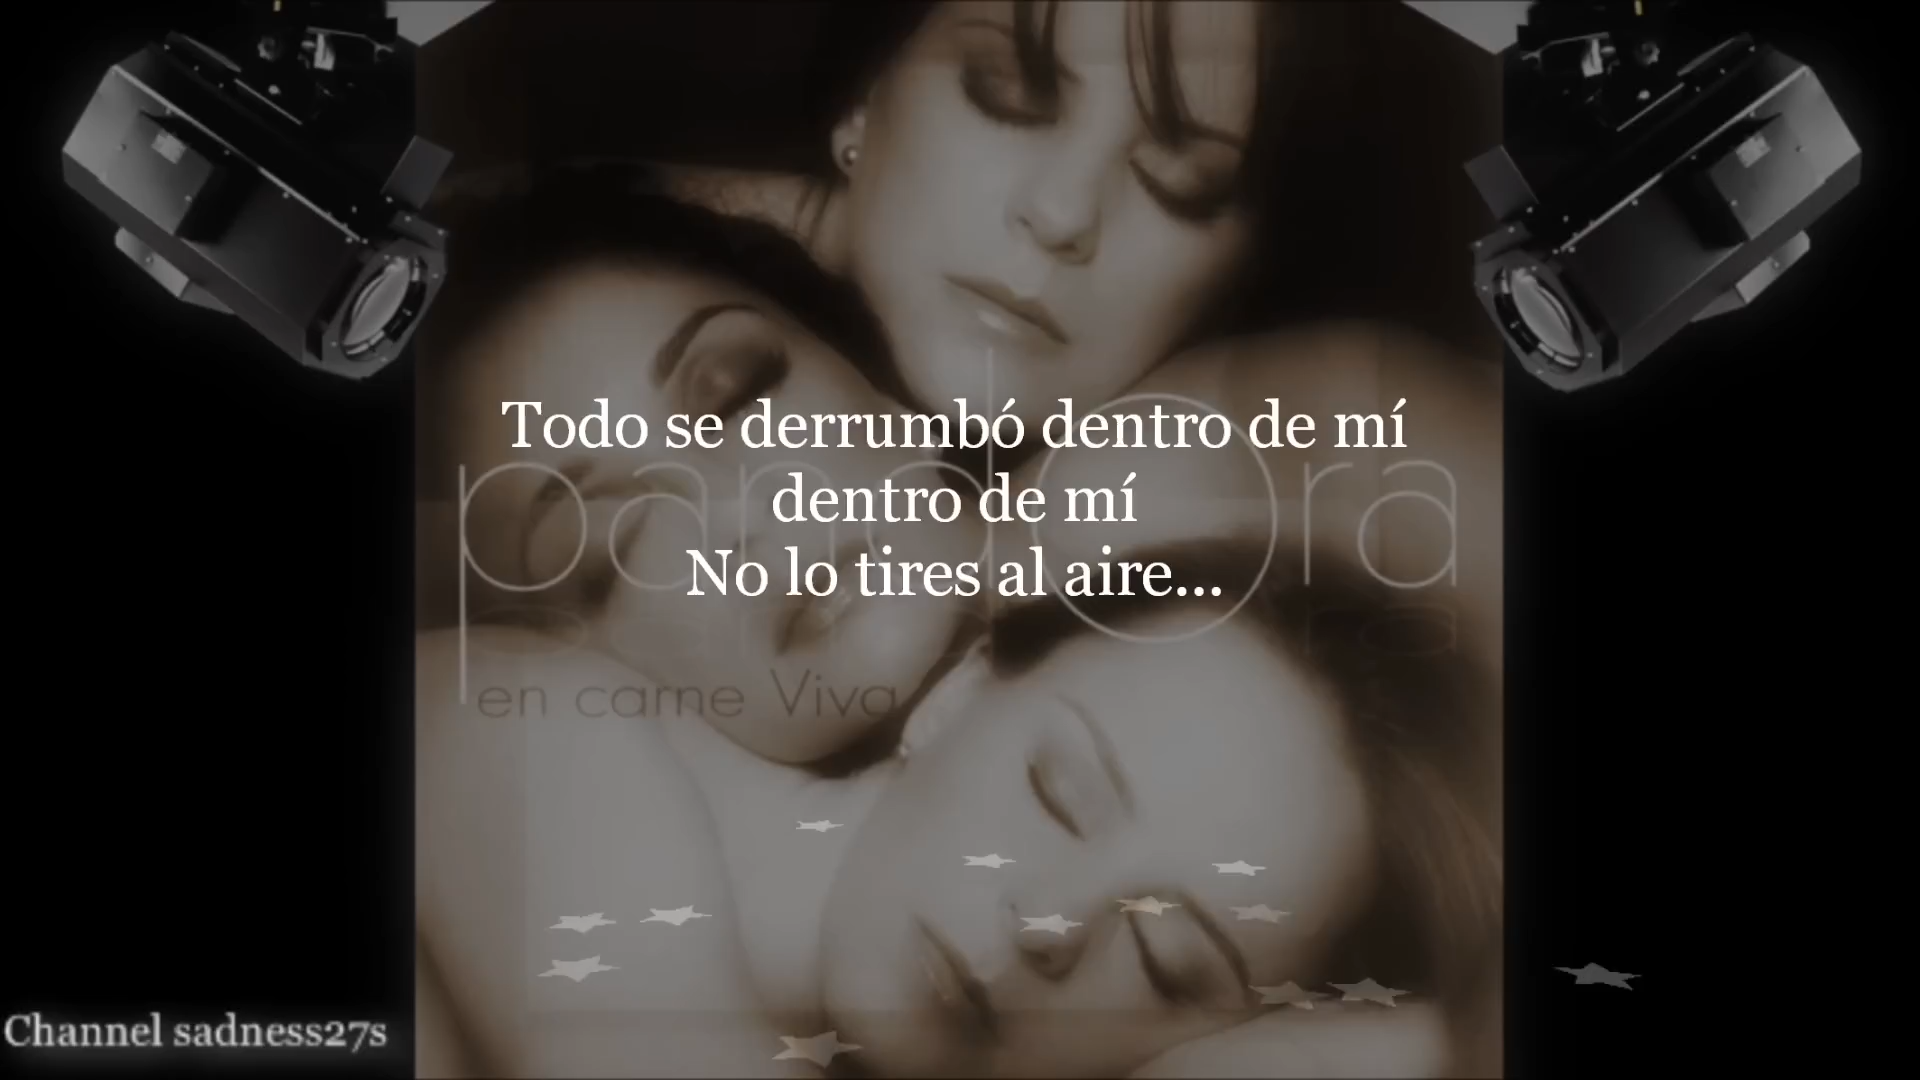 Todo se derrumbó dentro de mí
dentro de mí
No lo tires al aire...
pandOra
en carne Viva
Channel sadness27s